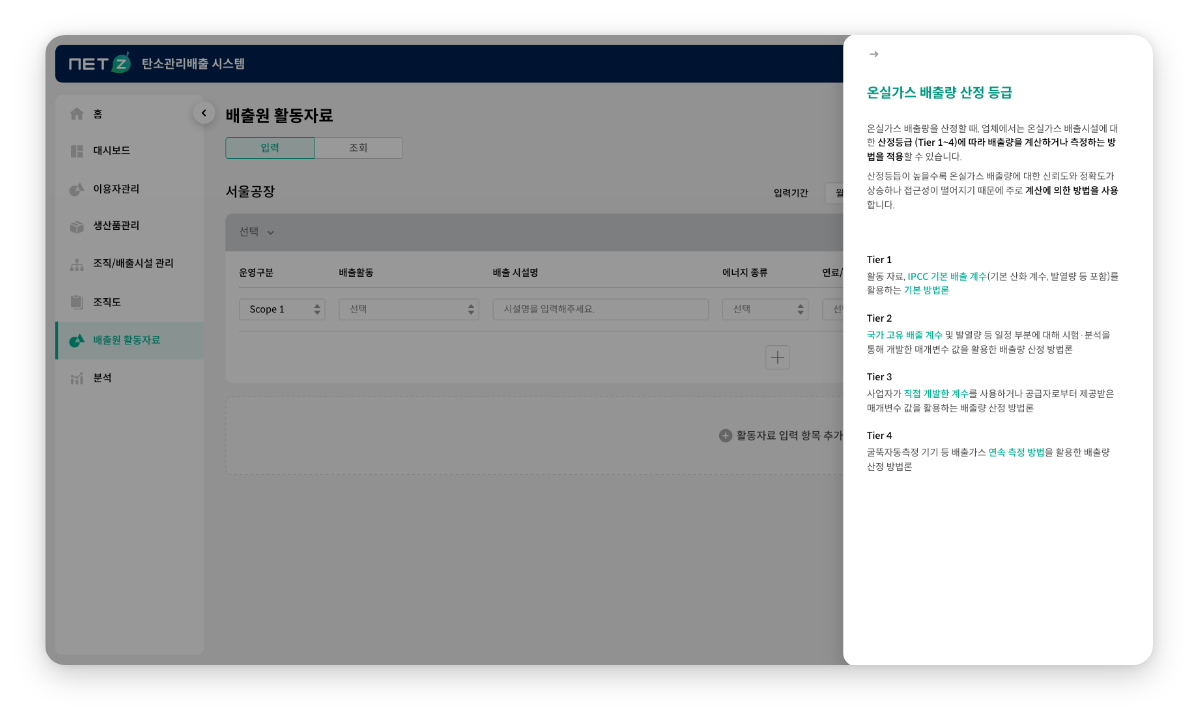 NET Z 탄소관리배출 시스템
홈
대시보드
이용자관리
생산품관리
조직/배출시설 관리
조직도
배출원 활동자료
분석
배출원 활동자료
입력
조회
서울공장
입력기간
월
선택
운영구분
배출활동
배출 시설명
에너지 종류
연료/
Scope 1
선택
시설명을 입력해주세요.
선택
선
활동자료 입력 항목 추가
온실가스 배출량 산정 등급
온실가스 배출량을 산정할 때, 업체에서는 온실가스 배출시설에 대
한 산정등급 (Tier 1~4)에 따라 배출량을 계산하거나 측정하는 방
법을 적용할 수 있습니다.
산정등듭이 높을수록 온실가스 배출량에 대한 신뢰도와 정확도가
상승하나 접근성이 떨어지기 때문에 주로 계산에 의한 방법을 사용
합니다.
Tier 1
활동 자료, IPCC 기본 배출 계수(기본 산화 계수, 발열량 등 포함)를
활용하는 기본 방법론
Tier 2
국가 고유 배출 계수 및 발열량 등 일정 부분에 대해 시험·분석을
통해 개발한 매개변수 값을 활용한 배출량 산정 방법론
Tier 3
사업자가 직접 개발한 계수를 사용하거나 공급자로부터 제공받은
매개변수 값을 활용하는 배출량 산정 방법론
Tier 4
굴뚝자동측정 기기 등 배출가스 연속 측정 방법을 활용한 배출량
산정 방법론